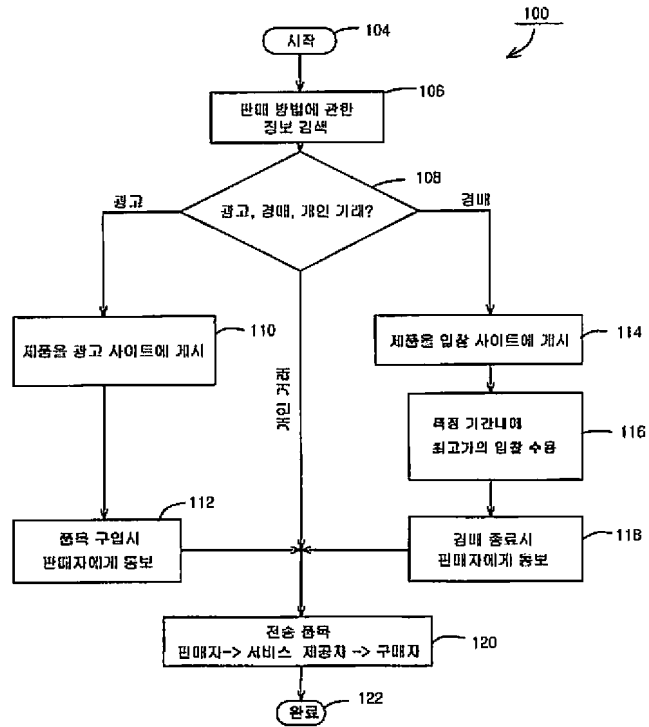 100
시작
104
106
판매 방법에 관한
정보 검색
108
광고, 경매, 개인 거래?
광고
경매
110
제품을 광고 사이트에 게시
114
제품을 입찰 사이트에 게시
개인 거래
116
특정 기간내에
최고가의 입찰 수용
112
품목 구입시
판매자에게 통보
118
경매 종료시
판매자에게 통보
120
전송 품목
판매자-> 서비스 제공자 -> 구매자
122
완료